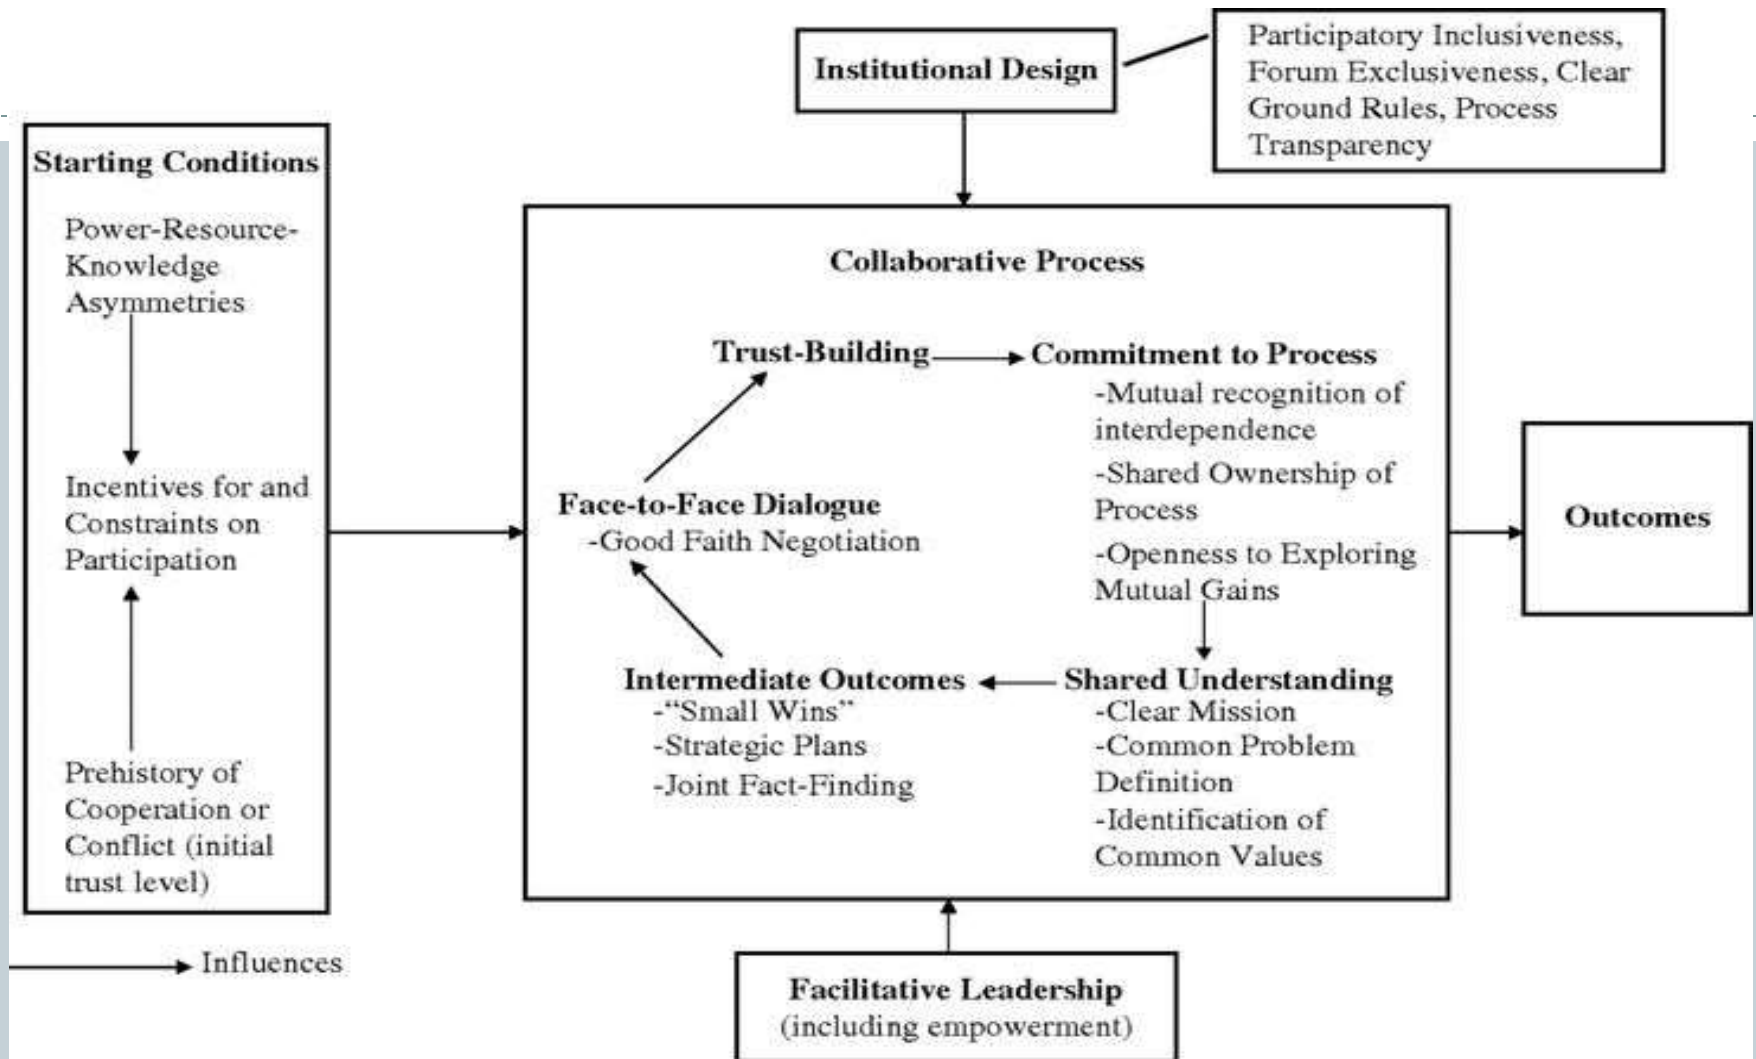 Institutional Design
Participatory Inclusiveness,
Forum Exclusiveness, Clear
Ground Rules, Process
Transparency
Starting Conditions
Power-Resource-
Knowledge
Asymmetries
Incentives for and
Constraints on
Participation
Prehistory of
Cooperation or
Conflict (initial
trust level)
Collaborative Process
Trust-Building
Commitment to Process
-Mutual recognition of
interdependence
-Shared Ownership of
Process
-Openness to Exploring
Mutual Gains
Face-to-Face Dialogue
-Good Faith Negotiation
Intermediate Outcomes
-“Small Wins”
-Strategic Plans
-Joint Fact-Finding
Shared Understanding
-Clear Mission
-Common Problem
Definition
-Identification of
Common Values
Outcomes
Influences
Facilitative Leadership
(including empowerment)